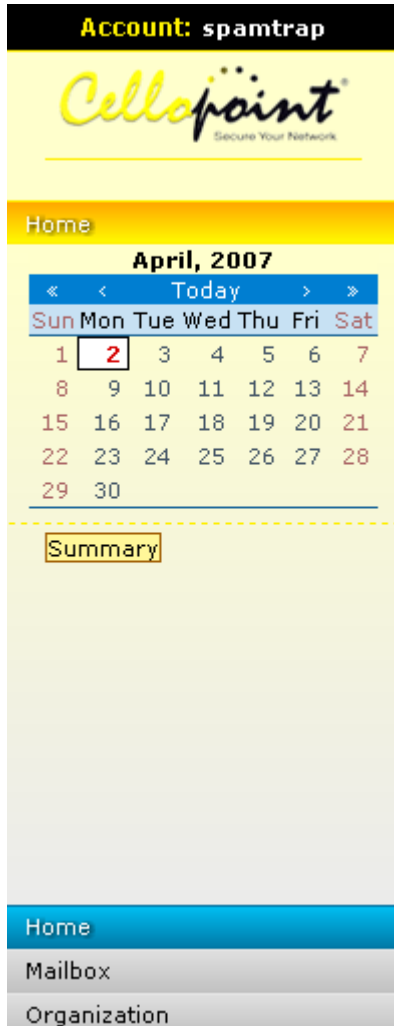 Account: spamtrap
Cellopoint®
Secure Your Network
Home
April, 2007
« < Today > »
Sun Mon Tue Wed Thu Fri Sat
1 2 3 4 5 6 7
8 9 10 11 12 13 14
15 16 17 18 19 20 21
22 23 24 25 26 27 28
29 30
Summary
Home
Mailbox
Organization